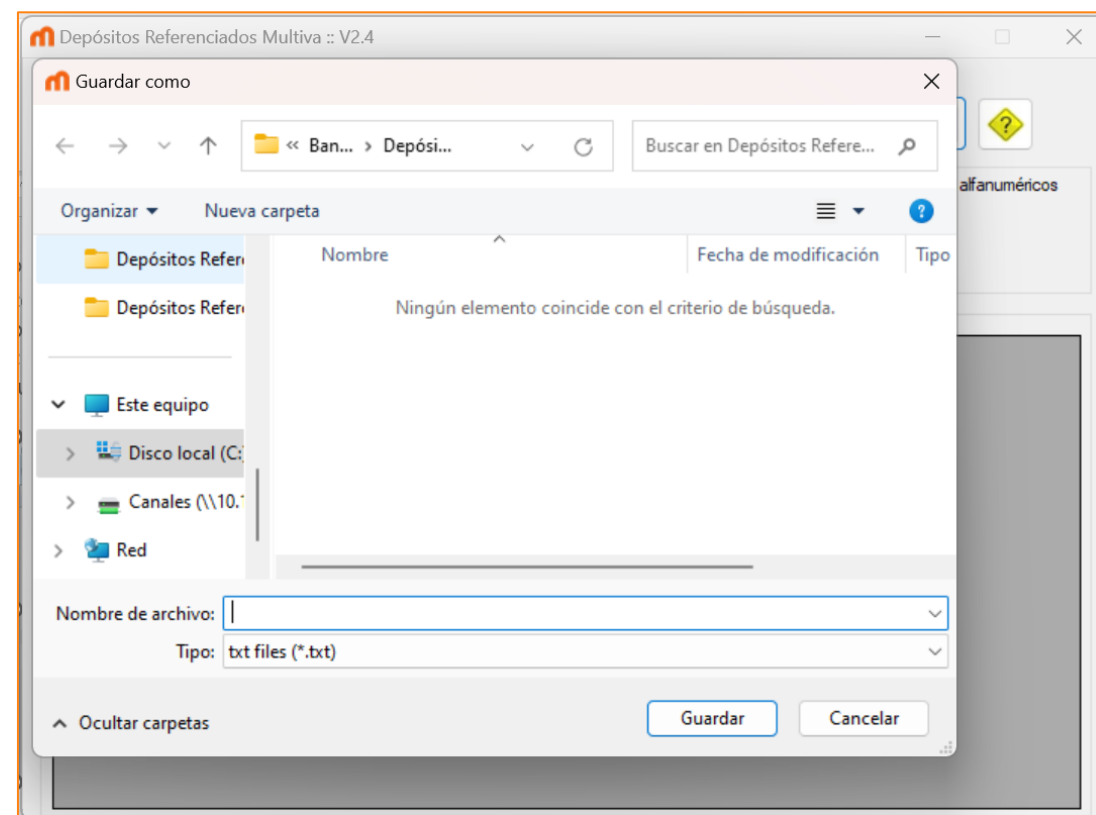 Depósitos Referenciados Multiva :: V2.4
Guardar como
« Ban... > Depósi...
Buscar en Depósitos Refere...
alfanuméricos
Organizar
Nueva carpeta
Nombre
Fecha de modificación
Tipo
Depósitos Refer
Ningún elemento coincide con el criterio de búsqueda.
Depósitos Refer
Este equipo
Disco local (C:
Canales (\\10.
Red
Nombre de archivo:
Tipo: txt files (*.txt)
Ocultar carpetas
Guardar
Cancelar